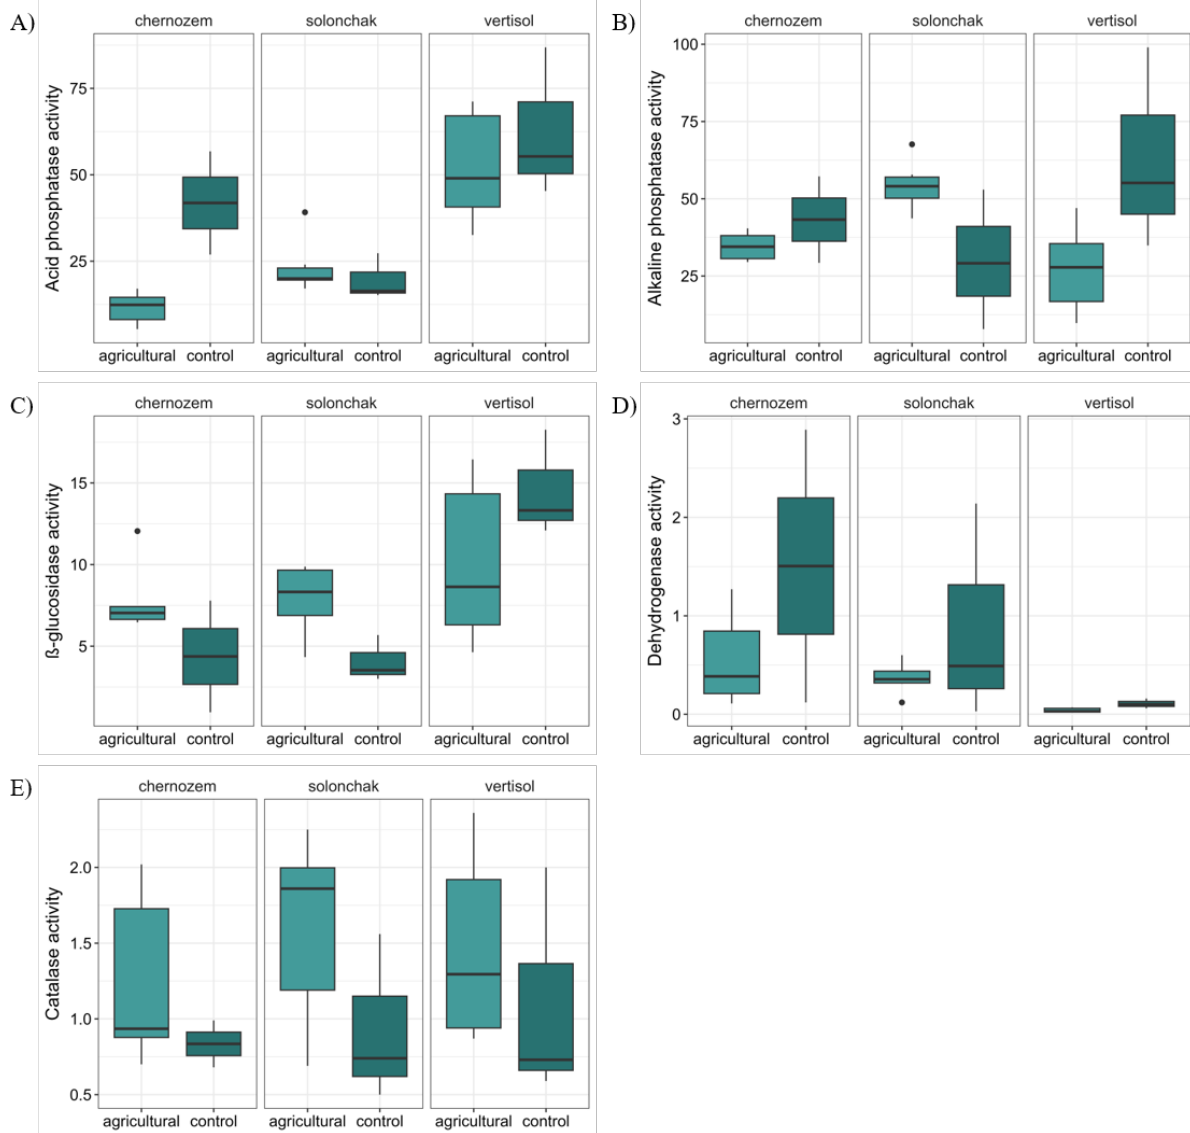 A)
chernozem solonchak vertisol
Acid phosphatase activity
75
50
25
agricultural control agricultural control agricultural control
B)
chernozem solonchak vertisol
Alkaline phosphatase activity
100
75
50
25
agricultural control agricultural control agricultural control
C)
chernozem solonchak vertisol
ß-glucosidase activity
15
10
5
agricultural control agricultural control agricultural control
D)
chernozem solonchak vertisol
Dehydrogenase activity
3
2
1
0
agricultural control agricultural control agricultural control
E)
chernozem solonchak vertisol
Catalase activity
2.0
1.5
1.0
0.5
agricultural control agricultural control agricultural control